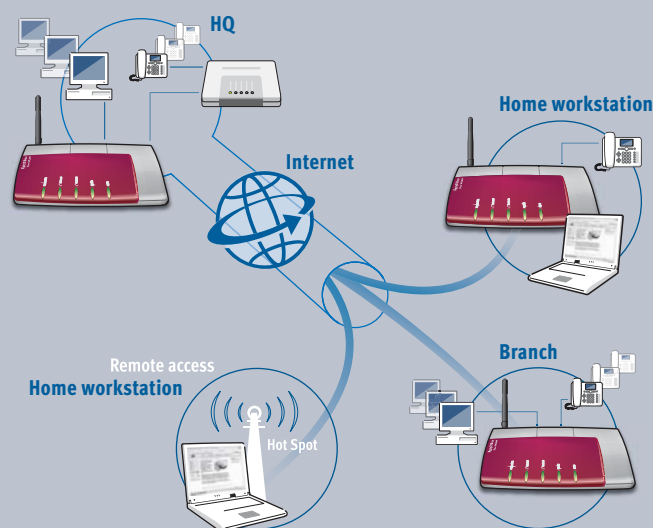 HQ
Home workstation
Internet
Branch
Remote access
Home workstation
Hot Spot